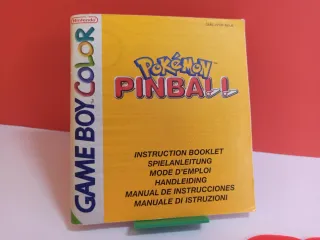 Nintendo
GAME BOY COLOR
POKéMON
PINBALL
INSTRUCTION BOOKLET
SPIELANLEITUNG
MODE D'EMPLOI
HANDLEIDING
MANUAL DE INSTRUCCIONES
MANUALE DI ISTRUZIONI